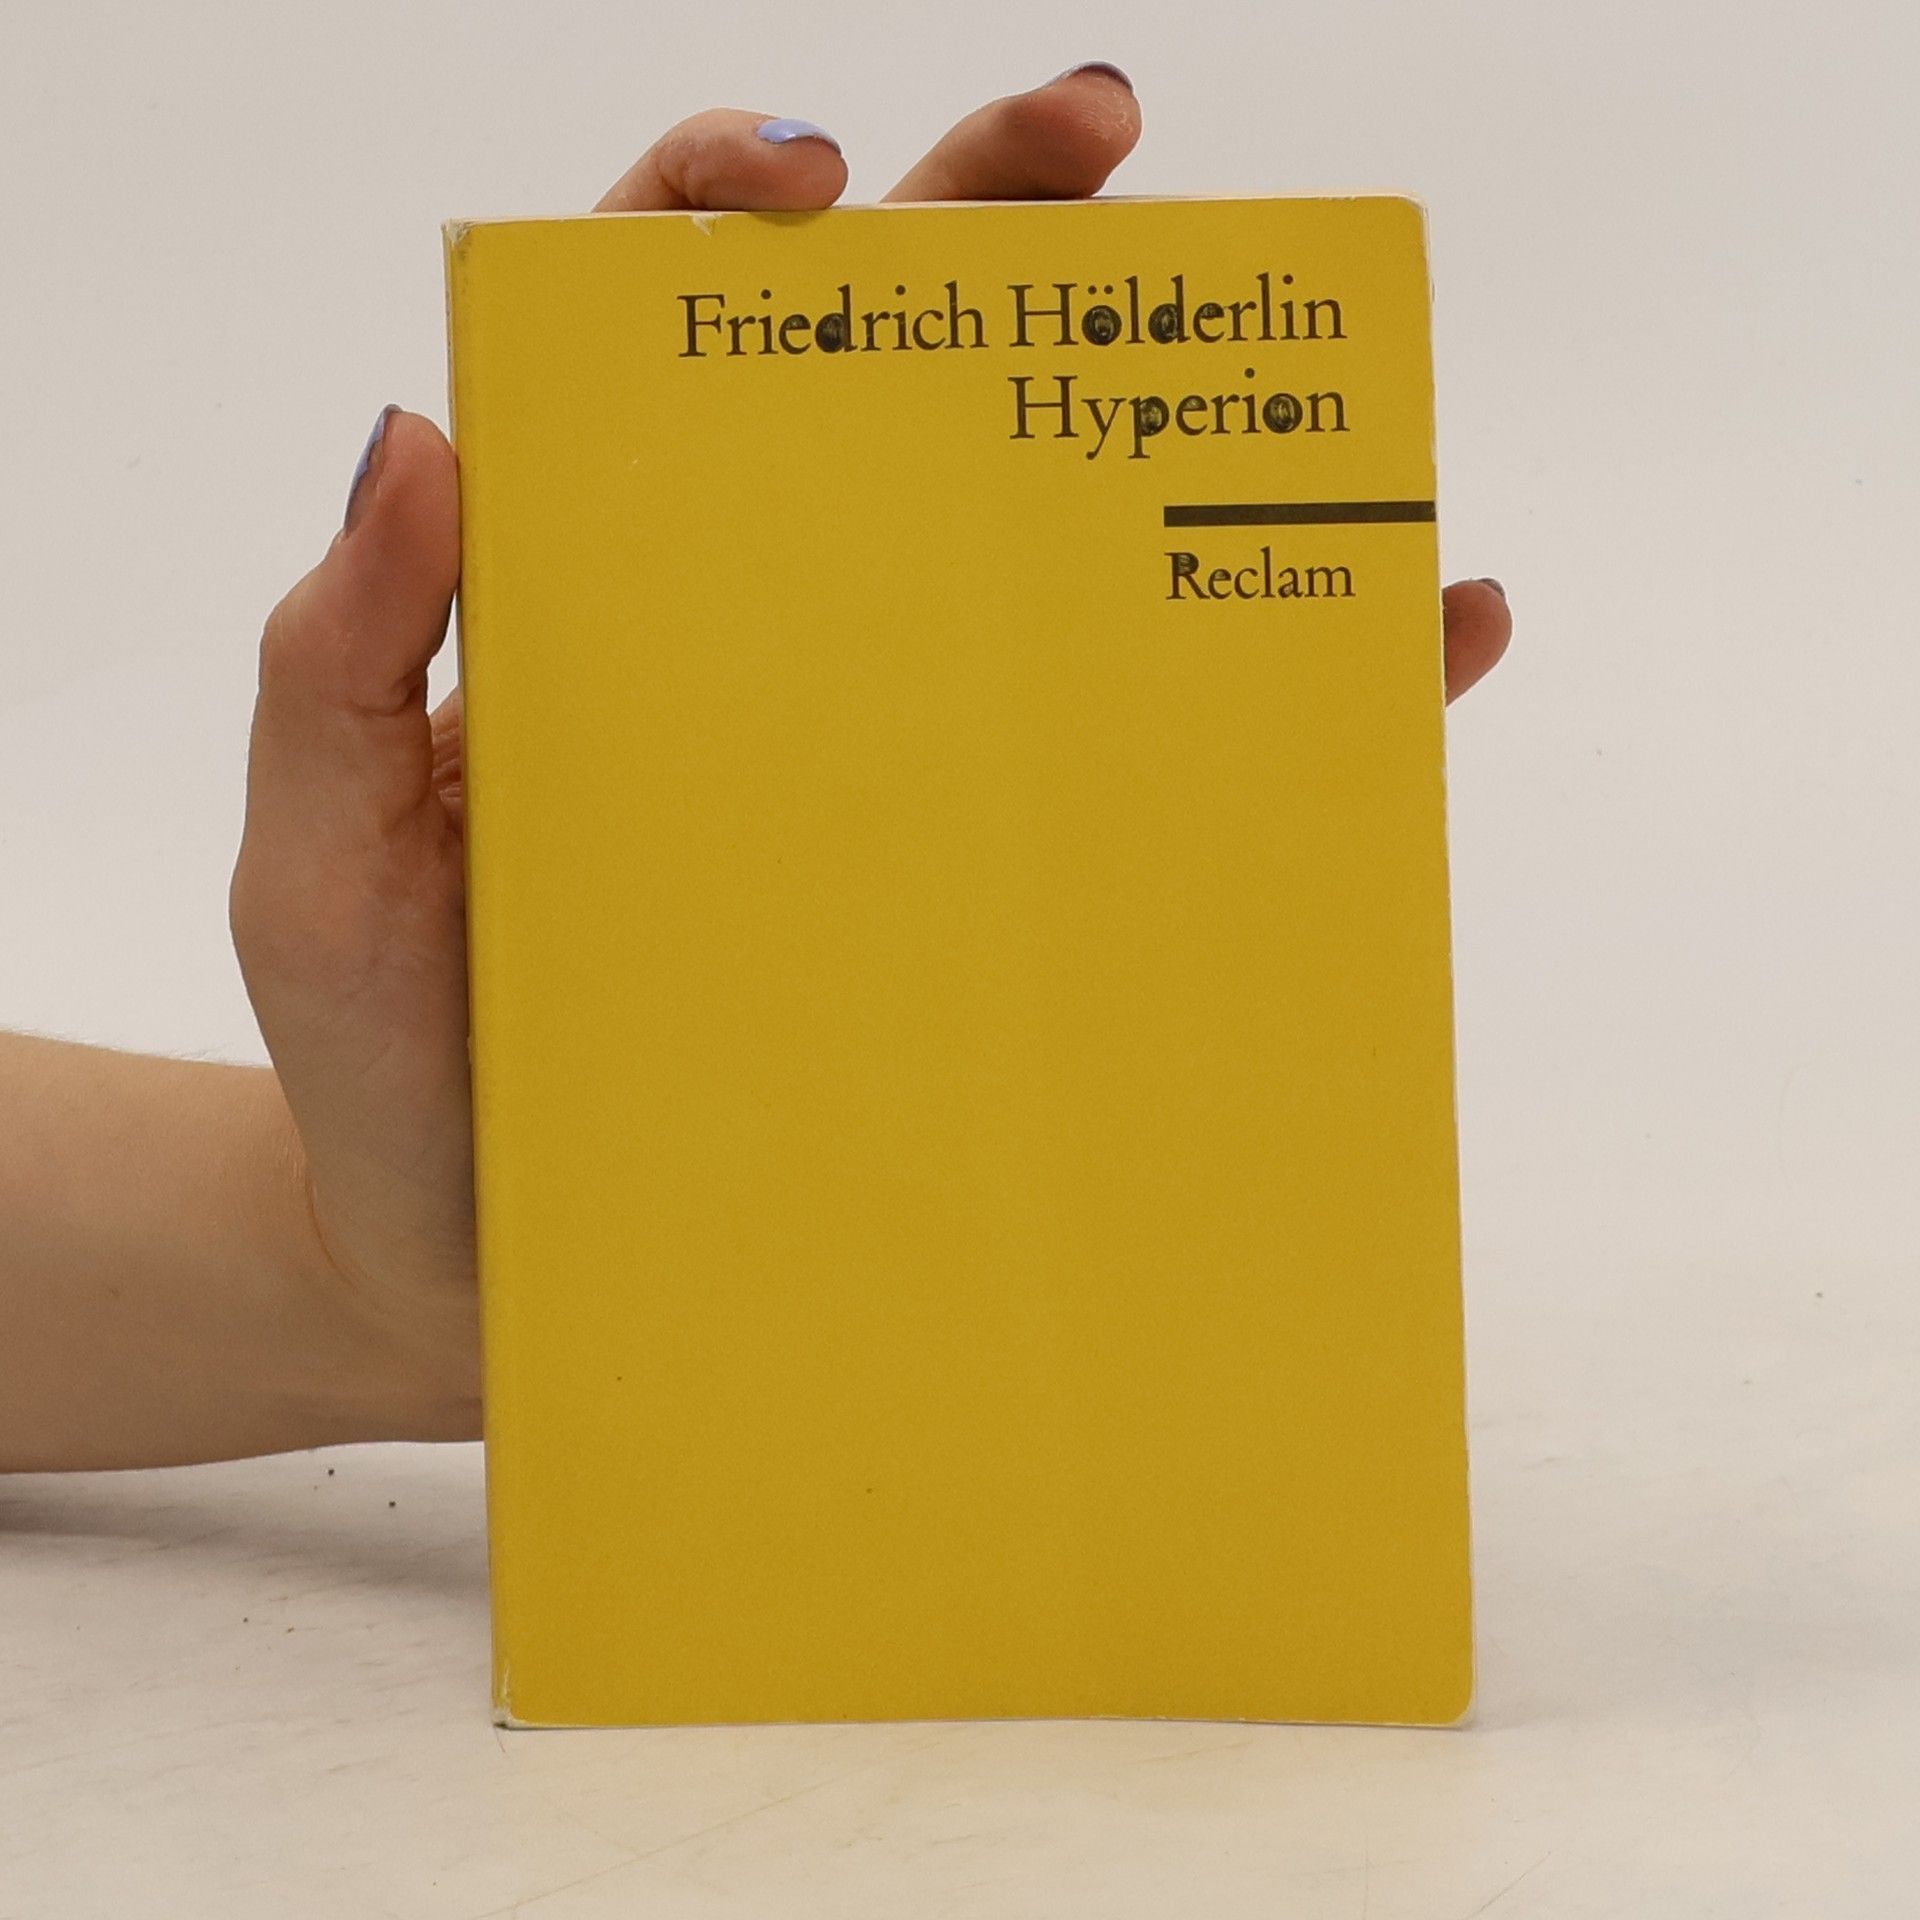 Friedrich Hölderlin
Hyperion
Reclam